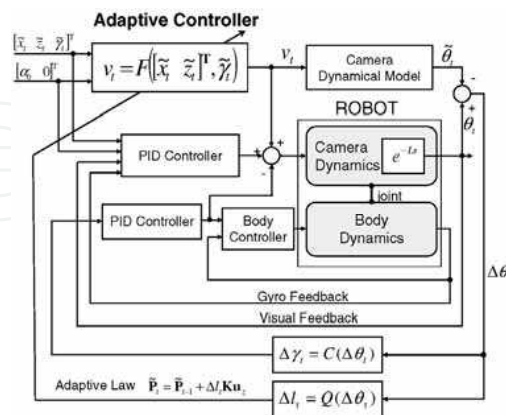 Adaptive Controller
[x̃ₜ z̃ₜ γ̃ₜ]ᵀ
[αₜ 0]ᵀ
vₜ = F([x̃ₜ z̃ₜ]ᵀ, γ̃ₜ)
vₜ
Camera Dynamical Model
θ̃ₜ
-
+
θₜ
ROBOT
PID Controller
+
+
-
Camera Dynamics
e⁻ᴸˢ
joint
PID Controller
Body Controller
Body Dynamics
Δθₜ
Gyro Feedback
Visual Feedback
Δγₜ = C(Δθₜ)
Adaptive Law P̃ₜ = P̃ₜ₋₁ + ΔlₜKuₜ
Δlₜ = Q(Δθₜ)